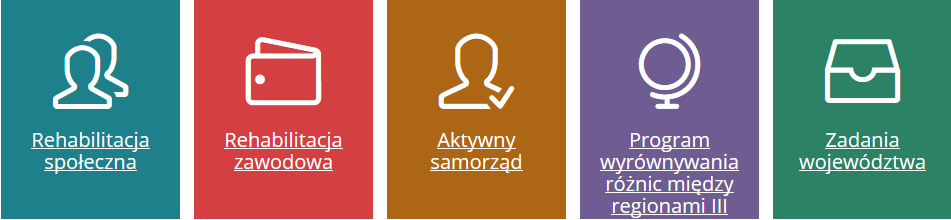 Rehabilitacja
społeczna
Rehabilitacja
zawodowa
Aktywny
samorząd
Program
wyrównywania
różnic między
regionami III
Zadania
województwa